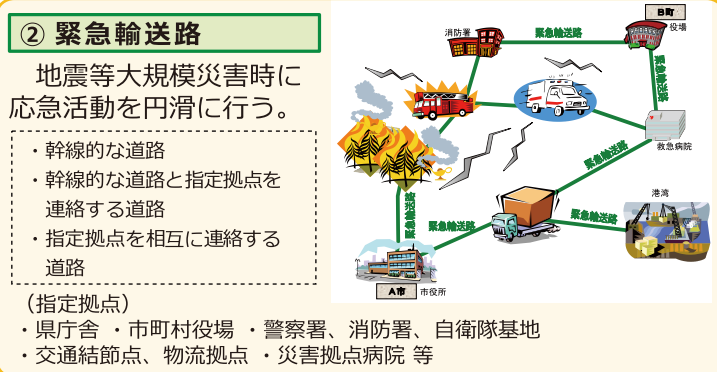 ② 緊急輸送路
地震等大規模災害時に
応急活動を円滑に行う。
・幹線的な道路
・幹線的な道路と指定拠点を
連絡する道路
・指定拠点を相互に連絡する
道路
（指定拠点）
・県庁舎 ・市町村役場 ・警察署、消防署、自衛隊基地
・交通結節点、物流拠点 ・災害拠点病院 等
B町
役場
消防署
緊急輸送路
緊急輸送路
救急病院
緊急輸送路
港湾
緊急輸送路
緊急輸送路
緊急輸送路
A市
市役所